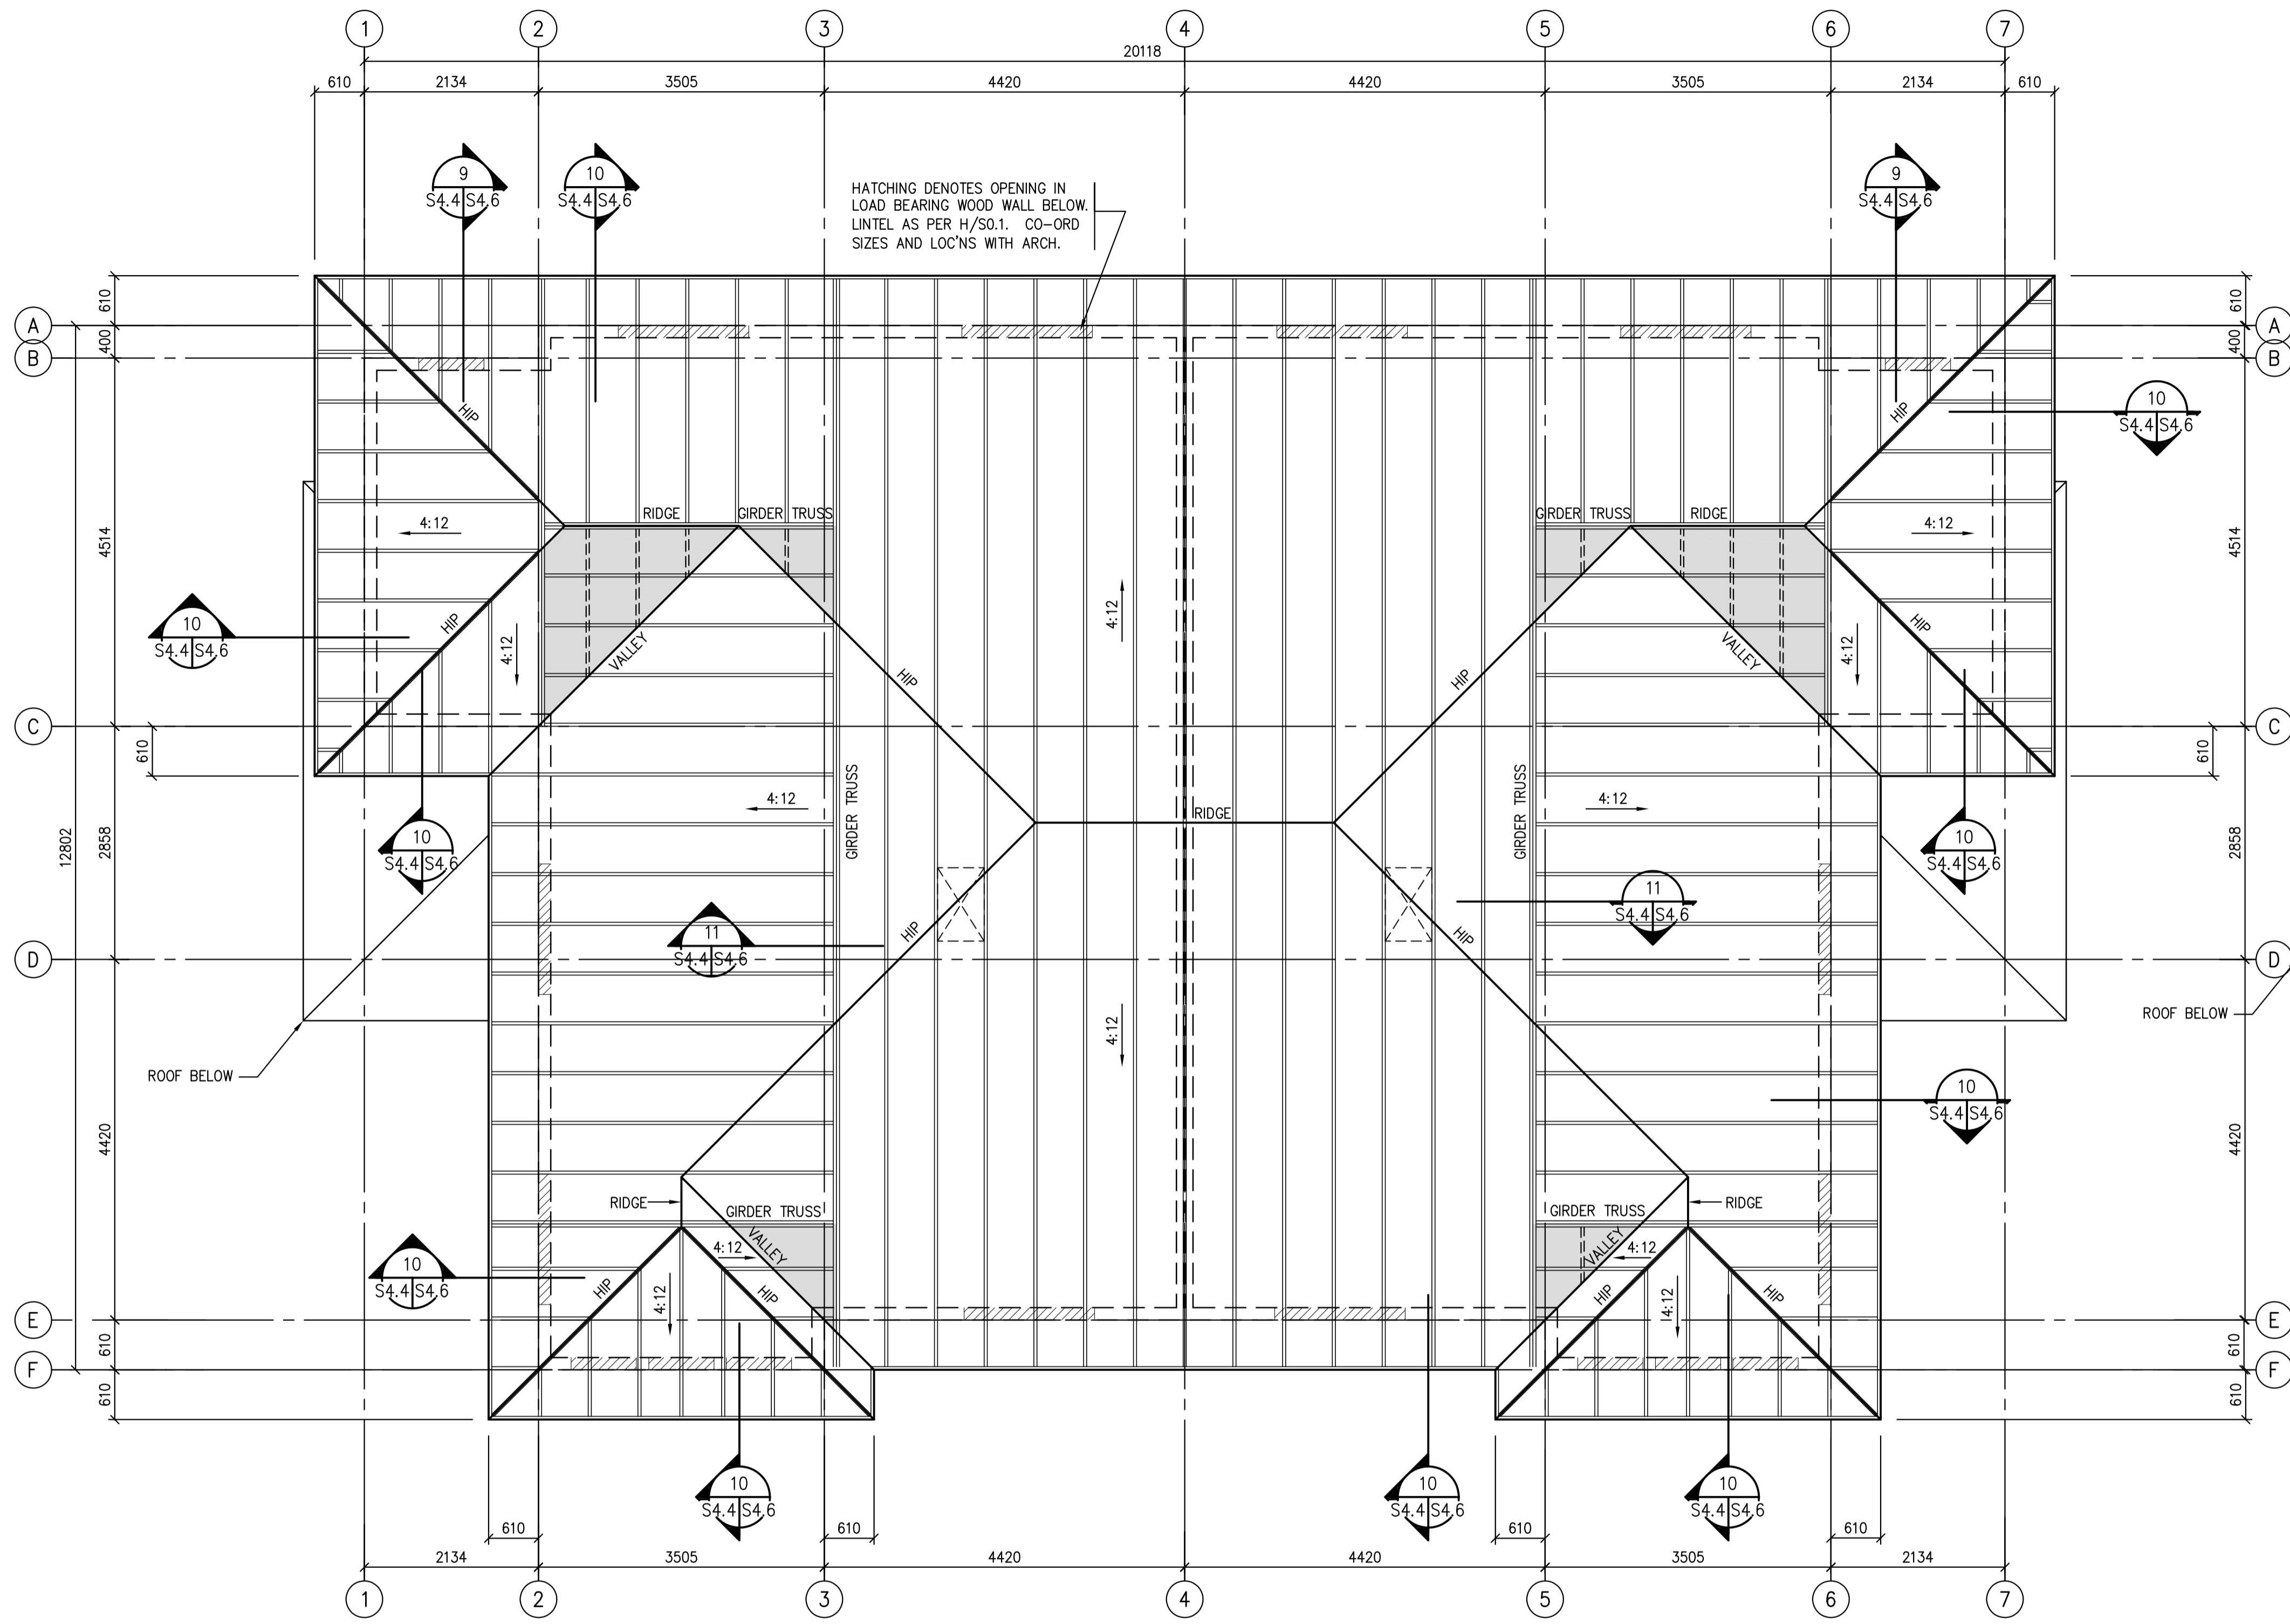 1 2 3 4 5 6 7
20118
610 2134 3505 4420 4420 3505 2134 610
9
S4.4 S4.6
10
S4.4 S4.6
9
S4.4 S4.6
HATCHING DENOTES OPENING IN
LOAD BEARING WOOD WALL BELOW.
LINTEL AS PER H/S0.1. CO-ORD
SIZES AND LOC'NS WITH ARCH.
610 610
A A
400 400
B B
HIP HIP
10
S4.4 S4.6
RIDGE GIRDER TRUSS GIRDER TRUSS RIDGE
4:12 4:12
4514 4514
10
S4.4 S4.6
HIP 4:12 VALLEY 4:12 VALLEY 4:12 HIP
HIP HIP
C C
610 610
4:12 4:12
GIRDER TRUSS RIDGE GIRDER TRUSS
12802
2858 2858
10
S4.4 S4.6
10
S4.4 S4.6
11
S4.4 S4.6
HIP HIP
11
S4.4 S4.6
D D
ROOF BELOW
4:12
ROOF BELOW
10
S4.4 S4.6
4420 4420
RIDGE GIRDER TRUSS GIRDER TRUSS RIDGE
VALLEY 4:12 VALLEY 4:12
10
S4.4 S4.6
HIP 4:12 HIP HIP 4:12 HIP
E E
610 610
F F
610 610
10
S4.4 S4.6
10
S4.4 S4.6
10
S4.4 S4.6
610 610 610 610
2134 3505 4420 4420 3505 2134
1 2 3 4 5 6 7